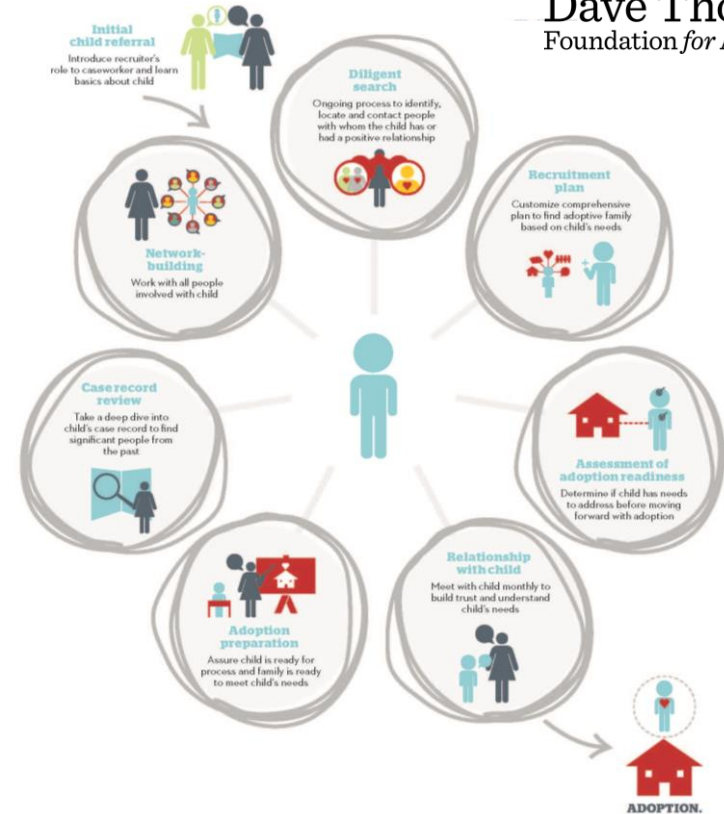 Dave Tho
Foundation for A
Initial
child referral
Introduce recruiter's
role to caseworker and learn
basics about child
Diligent
search
Ongoing process to identify,
locate and contact people
with whom the child has or
had a positive relationship
Recruitment
plan
Customize comprehensive
plan to find adoptive family
based on child's needs
Network-
building
Work with all people
involved with child
Case record
review
Take a deep dive into
child's case record to find
significant people from
the past
Assessment of
adoption readiness
Determine if child has needs
to address before moving
forward with adoption
Adoption
preparation
Assure child is ready for
process and family is ready
to meet child's needs
Relationship
with child
Meet with child monthly to
build trust and understand
child's needs
ADOPTION.